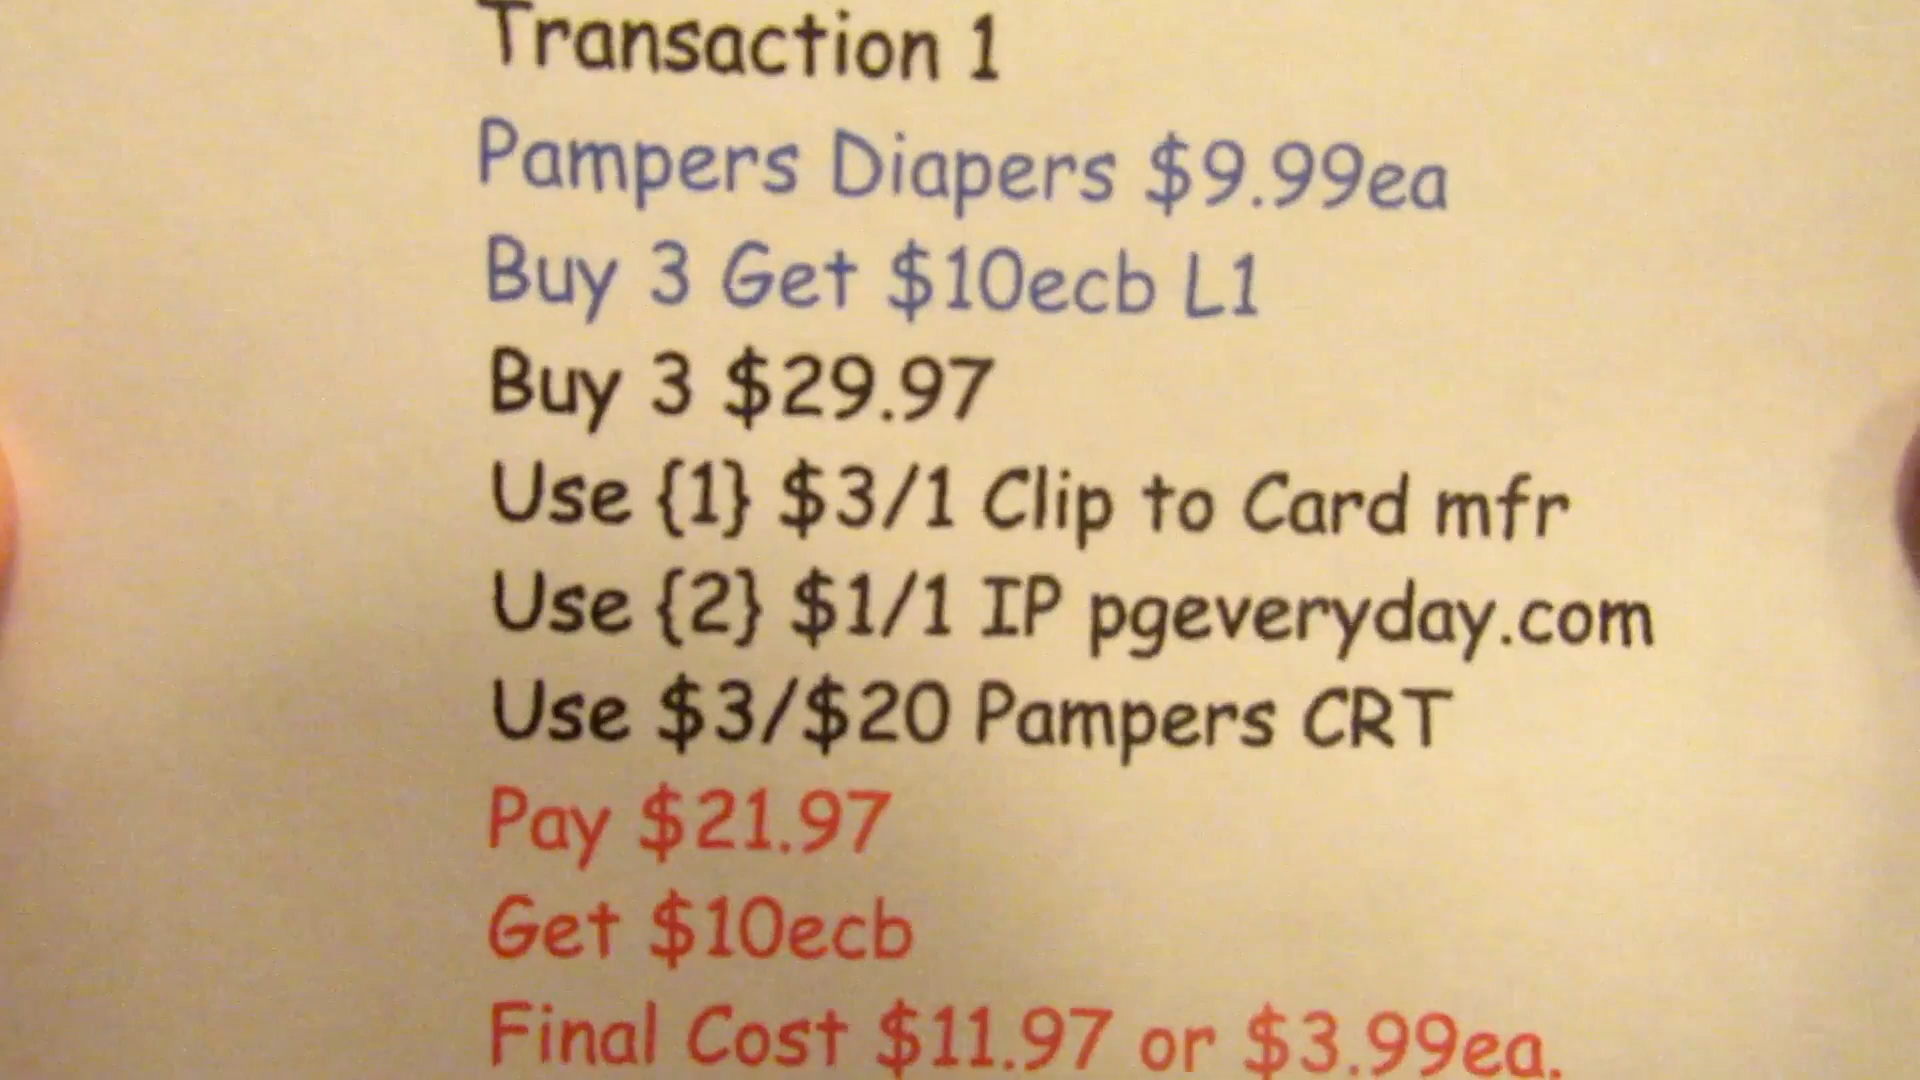 Transaction 1
Pampers Diapers $9.99ea
Buy 3 Get $10ecb L1
Buy 3 $29.97
Use {1} $3/1 Clip to Card mfr
Use {2} $1/1 IP pgeveryday.com
Use $3/$20 Pampers CRT
Pay $21.97
Get $10ecb
Final Cost $11.97 or $3.99ea.